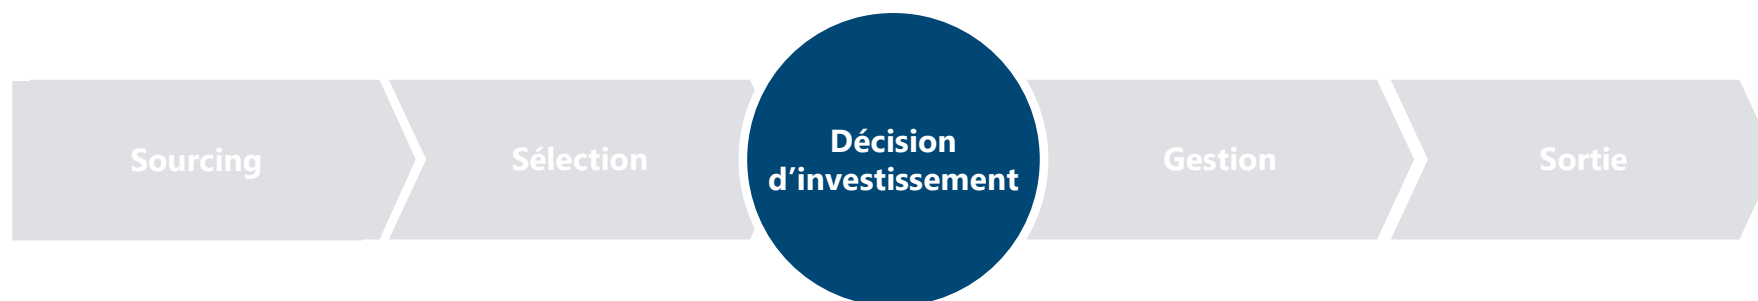 Sourcing
Sélection
Décision
d’investissement
Gestion
Sortie